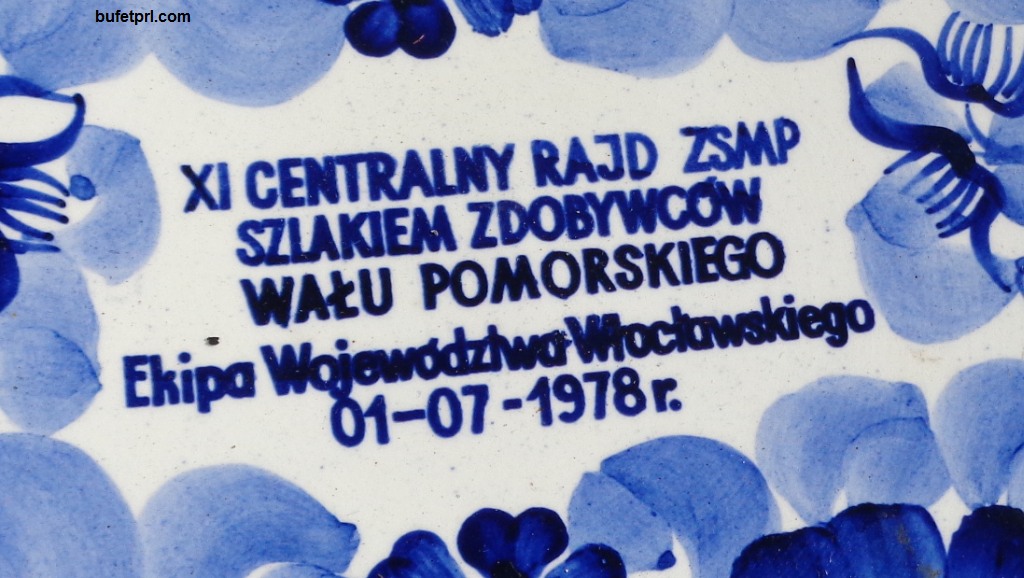 bufetprl.com
XI CENTRALNY RAJD ZSMP
SZLAKIEM ZDOBYWCÓW
WAŁU POMORSKIEGO
Ekipa Województwa Włocławskiego
01-07-1978 r.